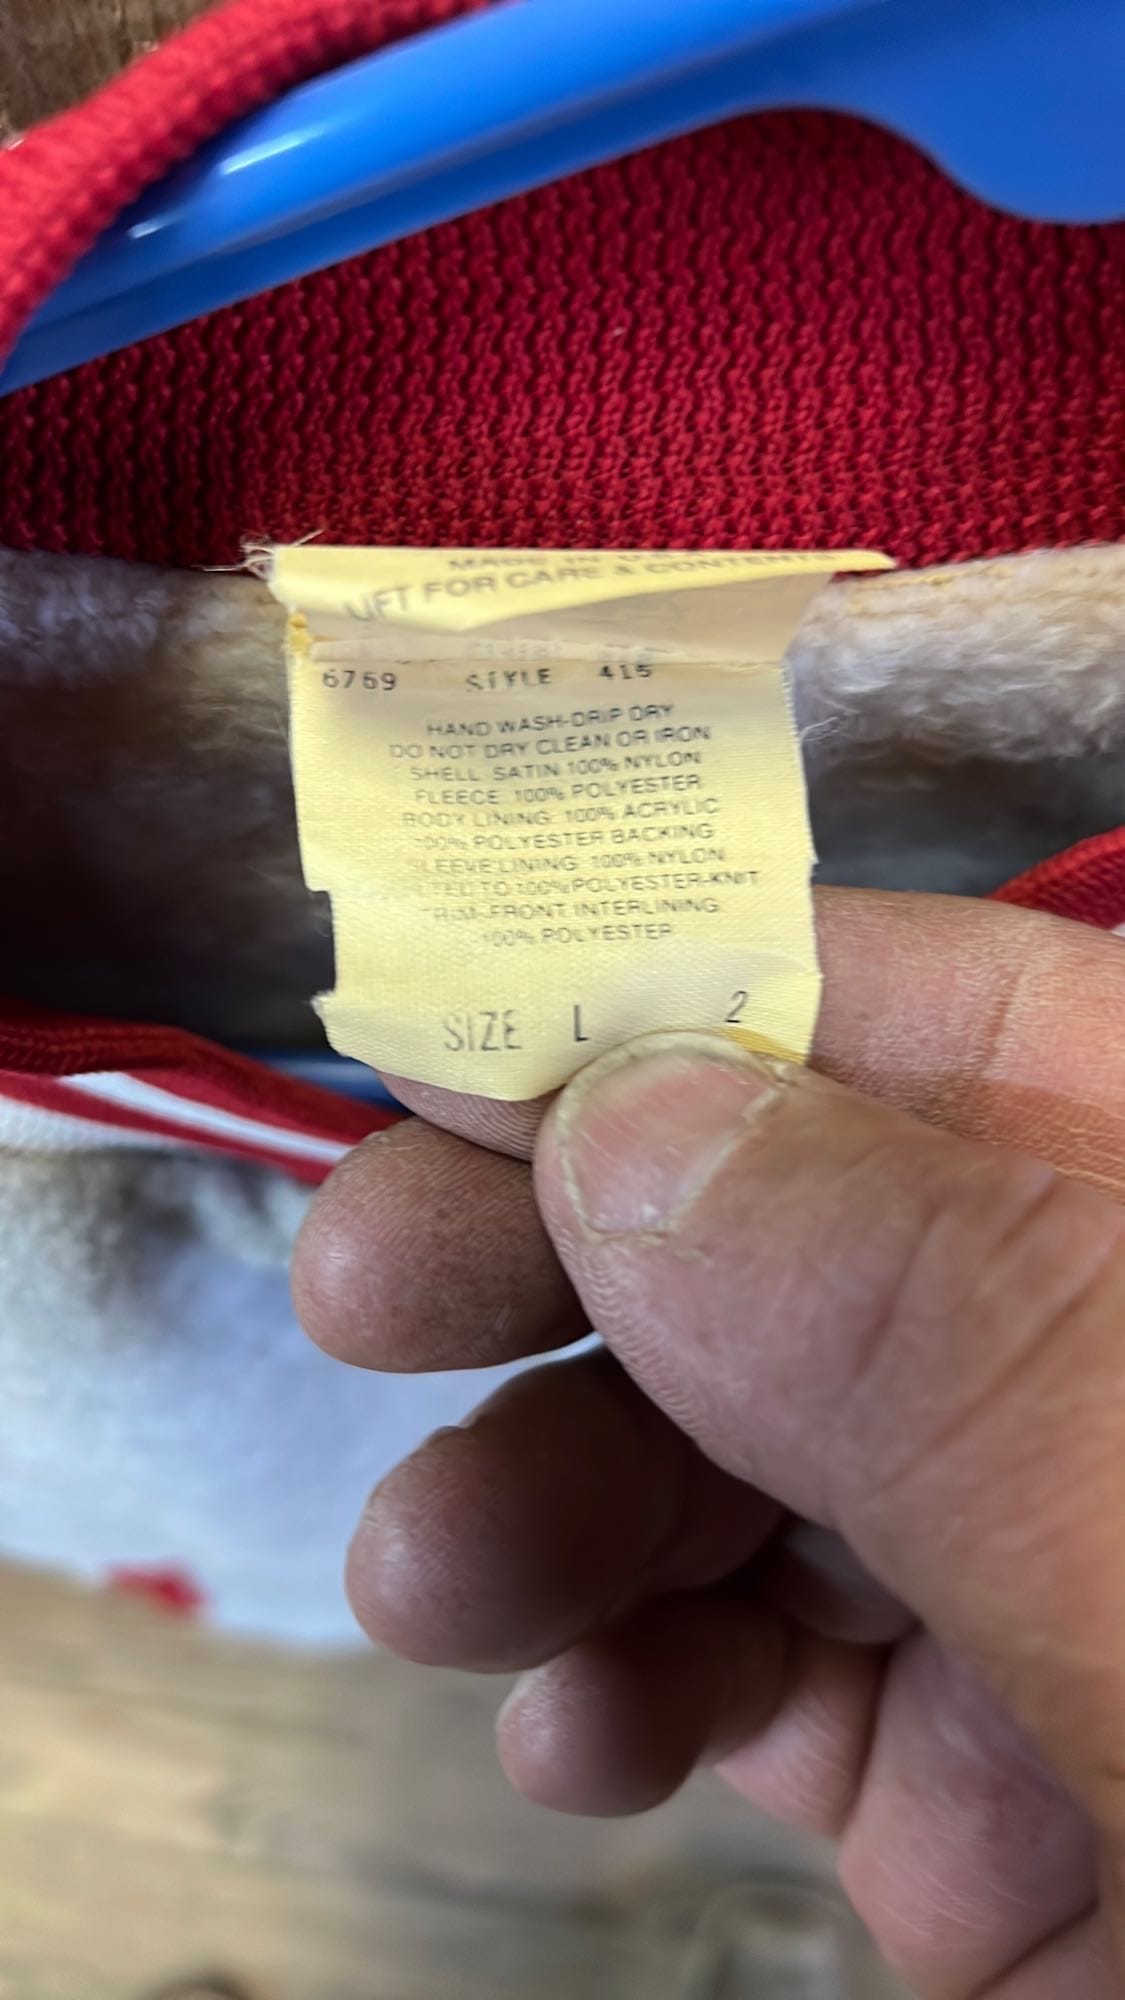 MADE IN U.S.
LIFT FOR CARE & CONTENTS
6769 STYLE 415
HAND WASH-DRIP DRY
DO NOT DRY CLEAN OR IRON
SHELL: SATIN 100% NYLON
FLEECE: 100% POLYESTER
BODY LINING: 100% ACRYLIC
100% POLYESTER BACKING
SLEEVE LINING: 100% NYLON
TO 100% POLYESTER-KNIT
TRIM-FRONT INTERLINING
100% POLYESTER
SIZE L 2